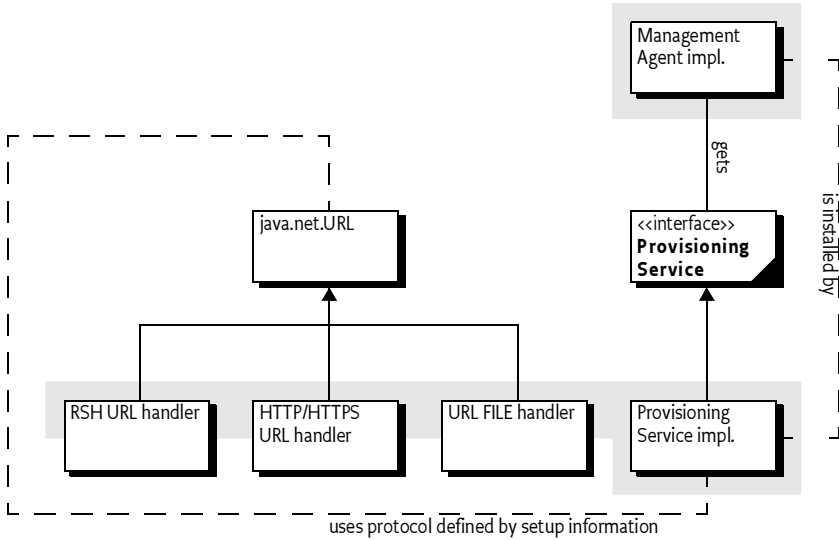 Management
Agent impl.
gets
java.net.URL
<<interface>>
Provisioning
Service
is installed by
RSH URL handler
HTTP/HTTPS
URL handler
URL FILE handler
Provisioning
Service impl.
uses protocol defined by setup information